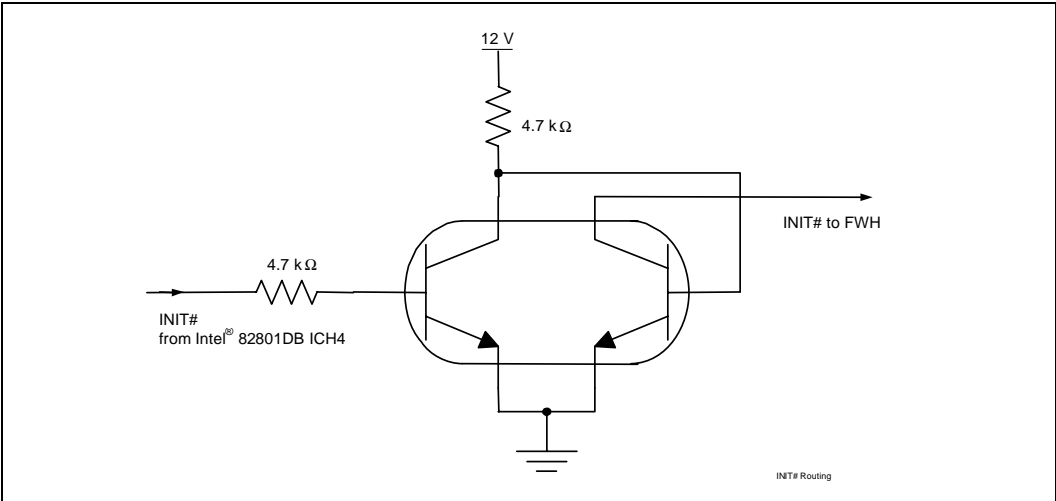 12 V
4.7 kΩ
INIT# to FWH
4.7 kΩ
INIT#
from Intel® 82801DB ICH4
INIT# Routing